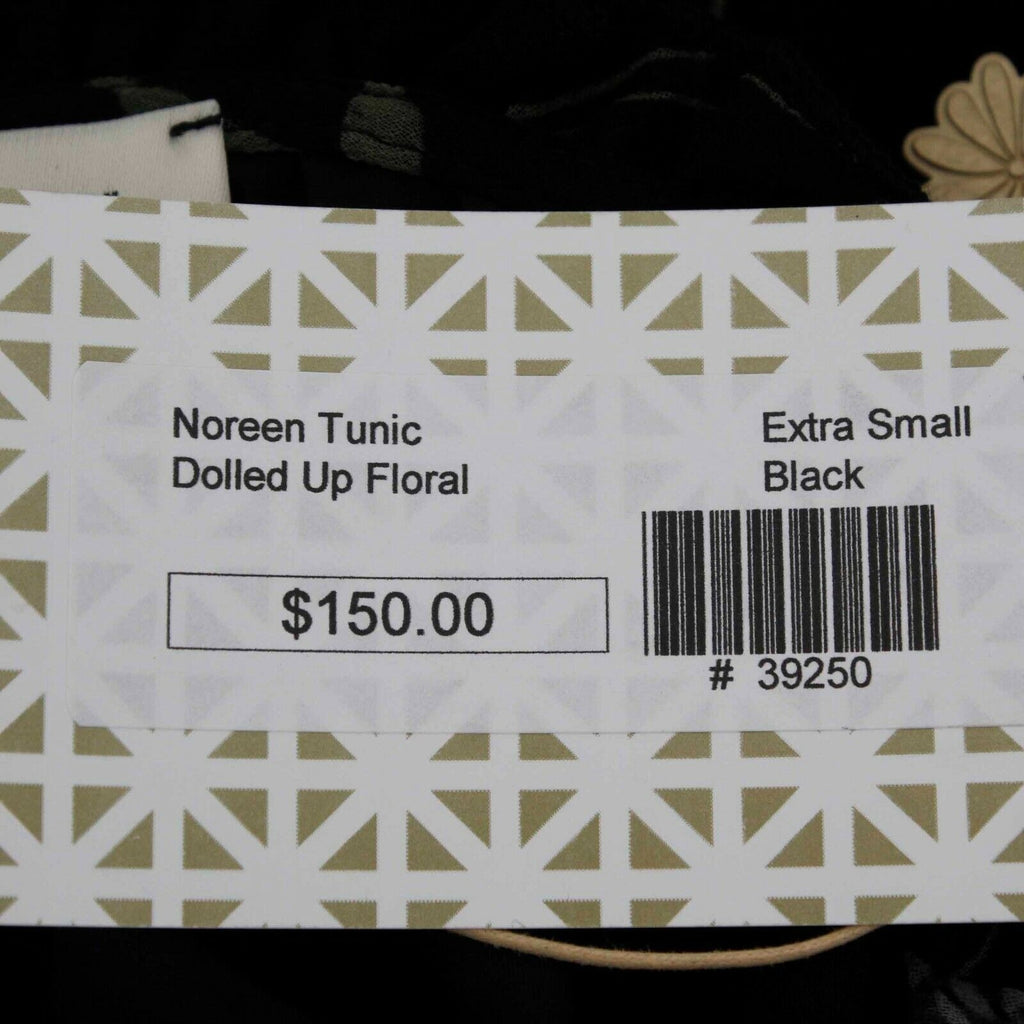 Noreen Tunic
Dolled Up Floral
Extra Small
Black
$150.00
# 39250